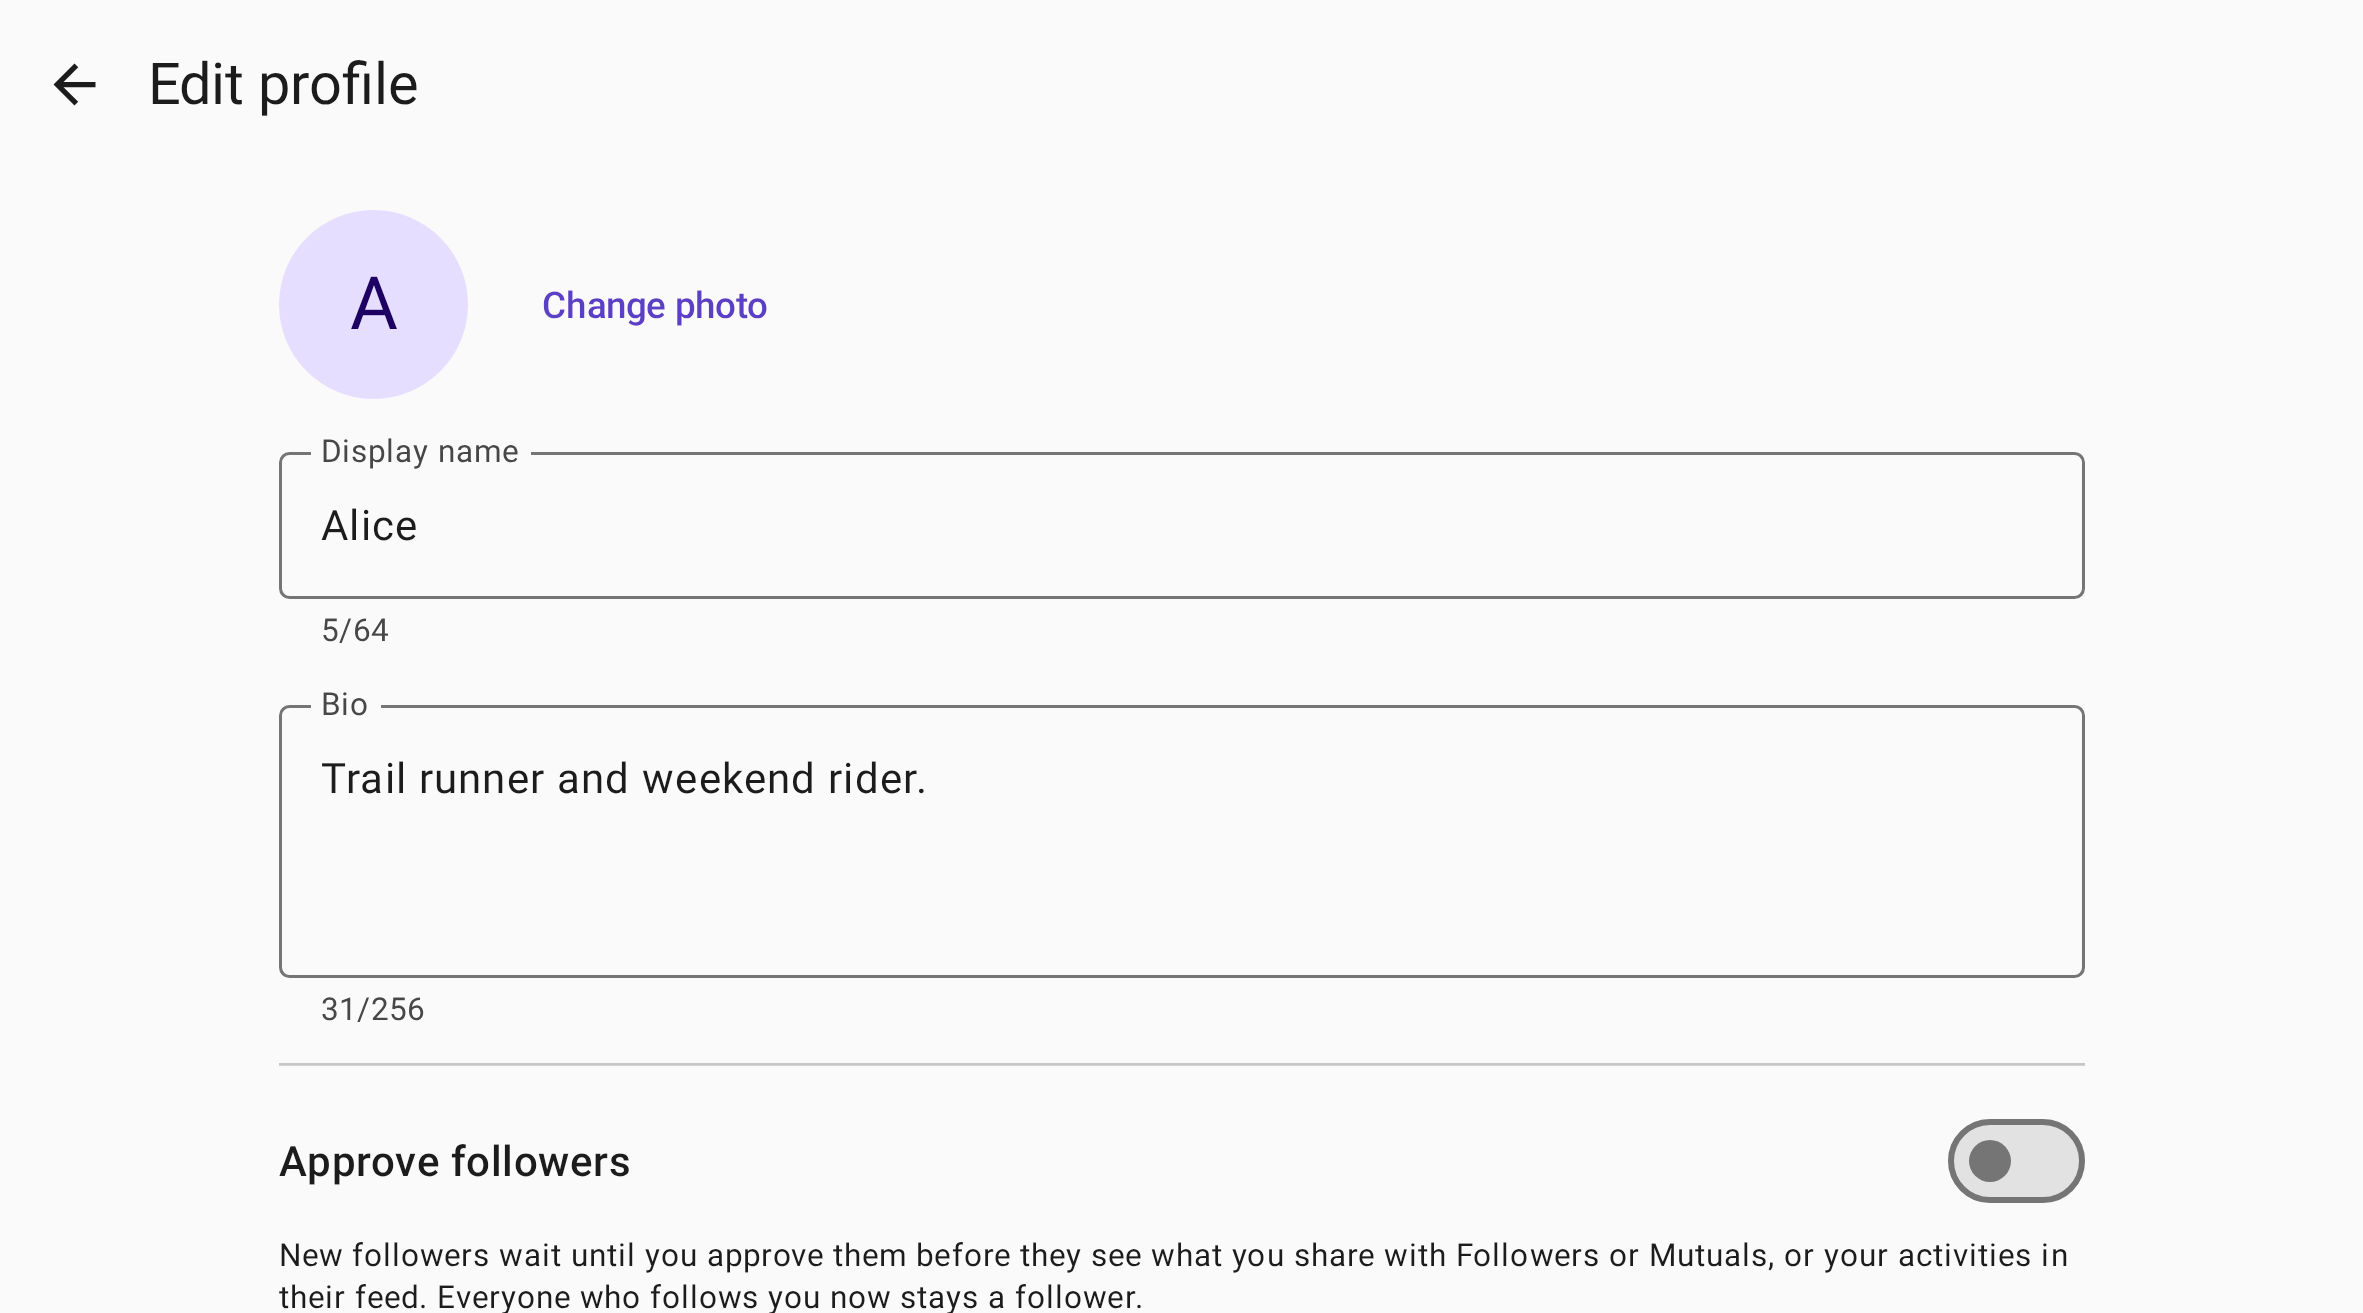 Edit profile
A
Change photo
Display name
Alice
5/64
Bio
Trail runner and weekend rider.
31/256
Approve followers
New followers wait until you approve them before they see what you share with Followers or Mutuals, or your activities in
their feed. Everyone who follows you now stays a follower.